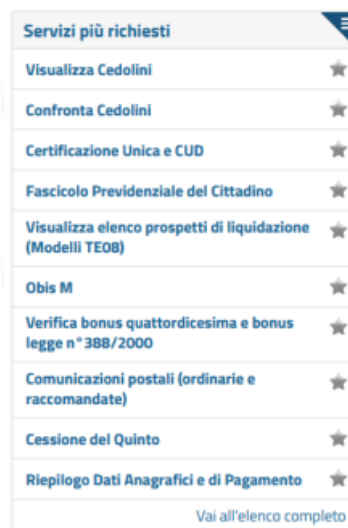 Servizi più richiesti
Visualizza Cedolini
Confronta Cedolini
Certificazione Unica e CUD
Fascicolo Previdenziale del Cittadino
Visualizza elenco prospetti di liquidazione
(Modelli TE08)
Obis M
Verifica bonus quattordicesima e bonus
legge n°388/2000
Comunicazioni postali (ordinarie e
raccomandate)
Cessione del Quinto
Riepilogo Dati Anagrafici e di Pagamento
Vai all'elenco completo